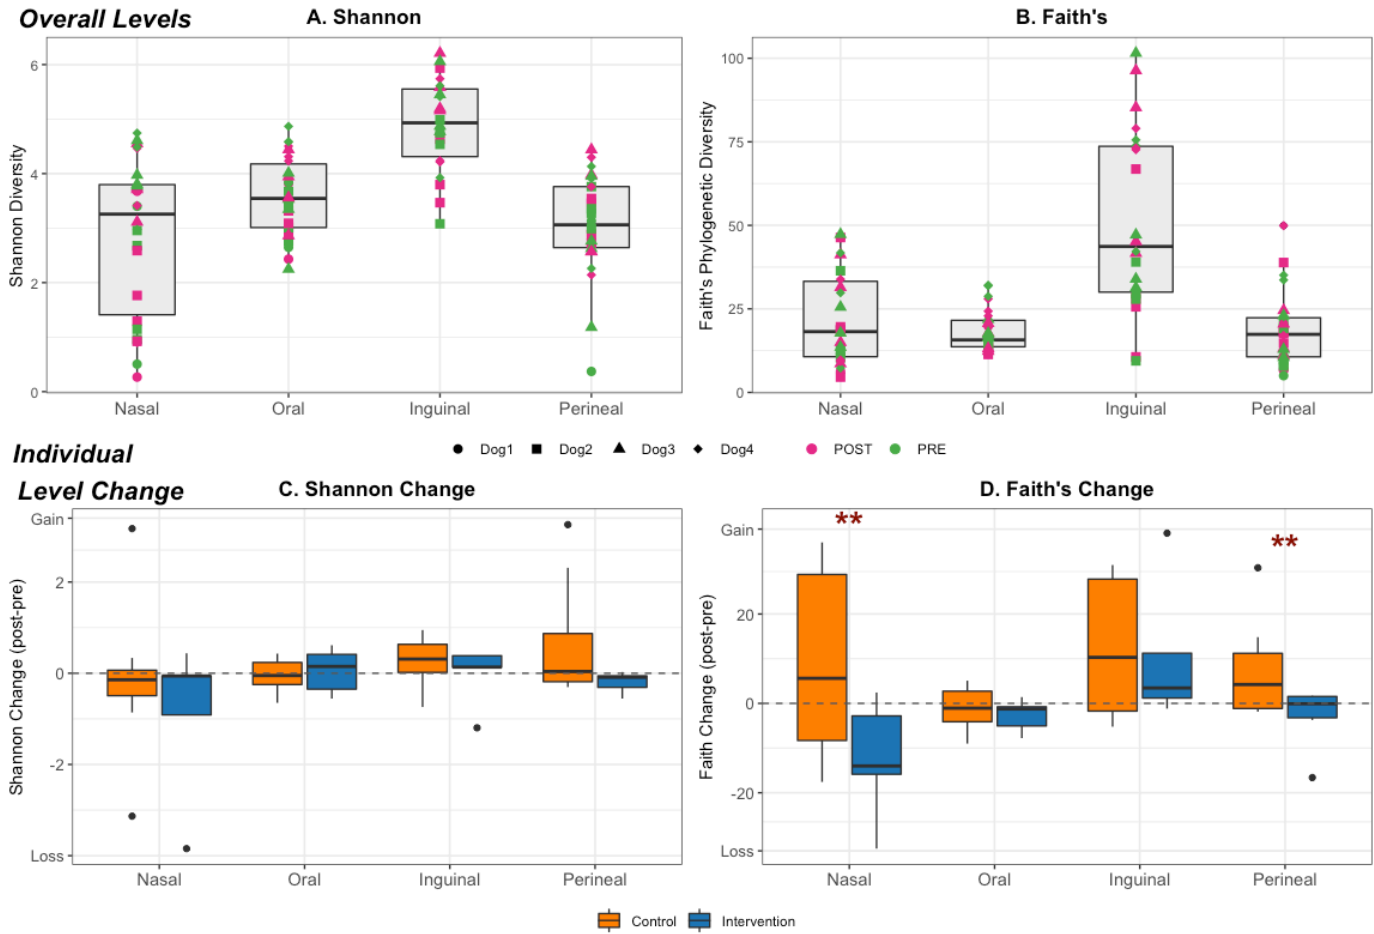 Overall Levels
A. Shannon
B. Faith's
Shannon Diversity
6
4
2
0
Nasal Oral Inguinal Perineal
Faith's Phylogenetic Diversity
100
75
50
25
0
Nasal Oral Inguinal Perineal
Dog1 Dog2 Dog3 Dog4 POST PRE
Individual
Level Change
C. Shannon Change
D. Faith's Change
Shannon Change (post-pre)
Gain
2
0
-2
Loss
Nasal Oral Inguinal Perineal
Faith Change (post-pre)
Gain
20
0
-20
Loss
** **
Nasal Oral Inguinal Perineal
Control Intervention